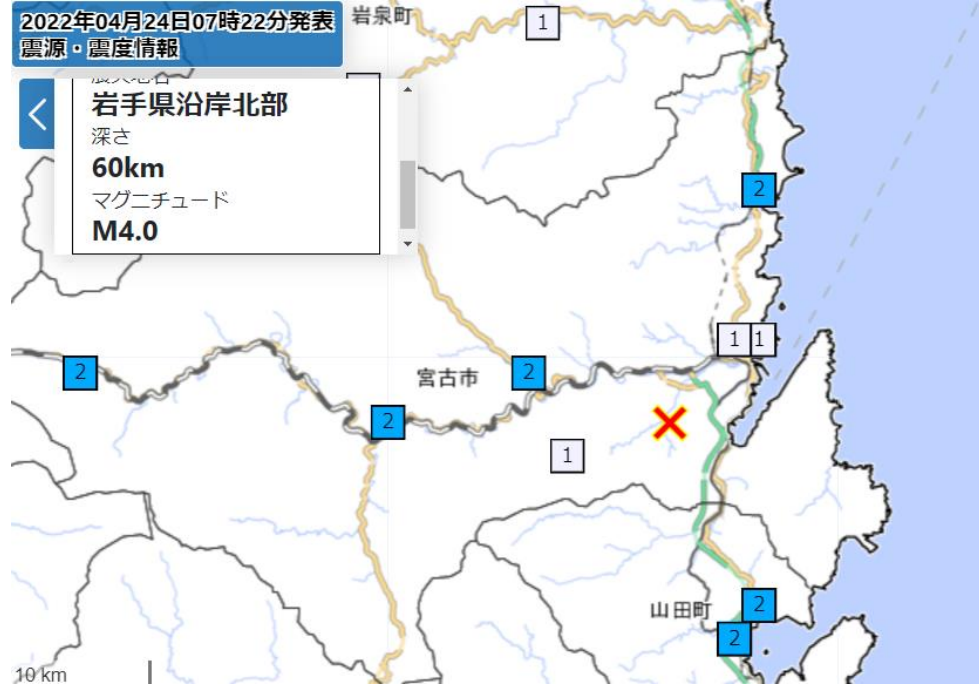 2022年04月24日07時22分発表
震源・震度情報
岩手県沿岸北部
深さ
60km
マグニチュード
M4.0
岩泉町
1
2
1
1
2
宮古市
2
2
1
山田町
2
2
10 km